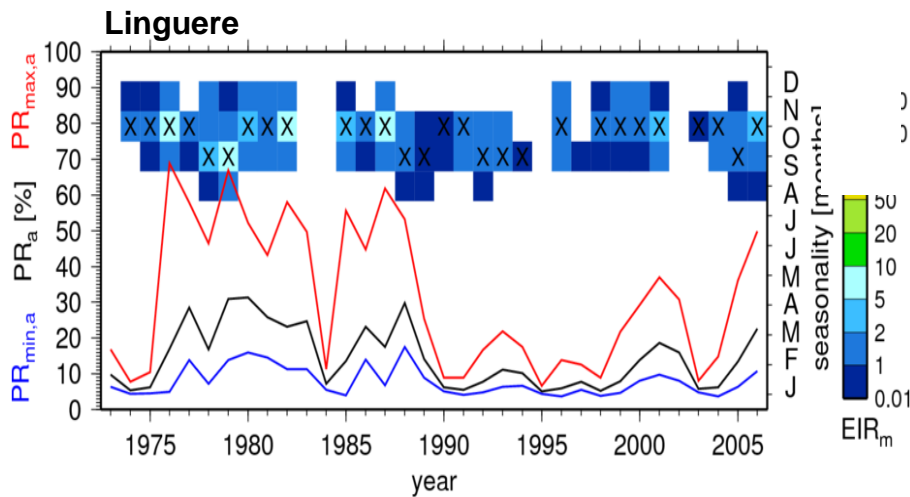 Linguere
PRmax,a
PRa [%]
PRmin,a
100
90
80
70
60
50
40
30
20
10
0
X X X X X X X X X X X X X X X X X X X
X X X X X X X X
D
N
O
S
A
J
J
M
A
M
F
J
seasonality [months]
50
20
10
5
2
1
0.01
EIRm
1975 1980 1985 1990 1995 2000 2005
year